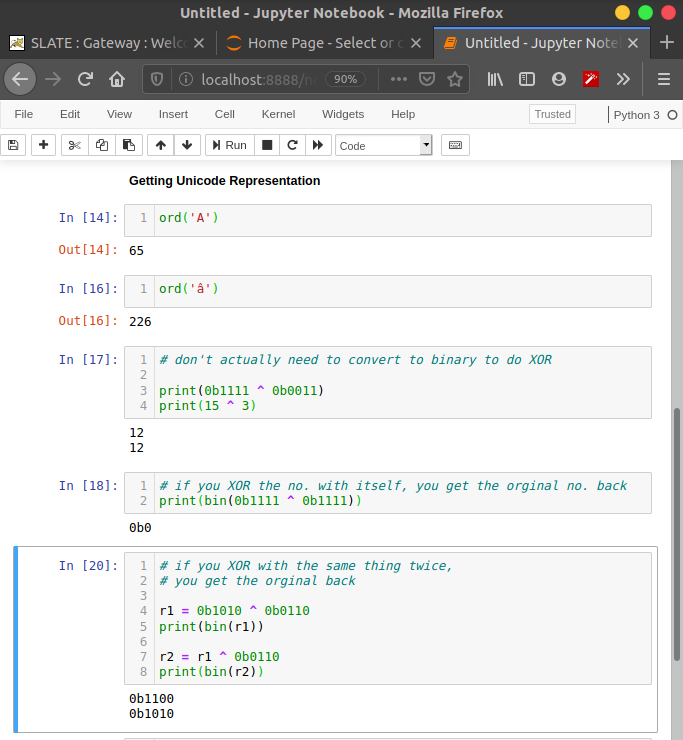 Untitled - Jupyter Notebook - Mozilla Firefox
SLATE : Gateway : Welc
Home Page - Select or c
Untitled - Jupyter Note
localhost:8888/n
90%
File Edit View Insert Cell Kernel Widgets Help Trusted Python 3
Run Code
Getting Unicode Representation
In [14]: 1 ord('A')
Out[14]: 65
In [16]: 1 ord('â')
Out[16]: 226
In [17]: 1 # don't actually need to convert to binary to do XOR
2
3 print(0b1111 ^ 0b0011)
4 print(15 ^ 3)
12
12
In [18]: 1 # if you XOR the no. with itself, you get the orginal no. back
2 print(bin(0b1111 ^ 0b1111))
0b0
In [20]: 1 # if you XOR with the same thing twice,
2 # you get the orginal back
3
4 r1 = 0b1010 ^ 0b0110
5 print(bin(r1))
6
7 r2 = r1 ^ 0b0110
8 print(bin(r2))
0b1100
0b1010